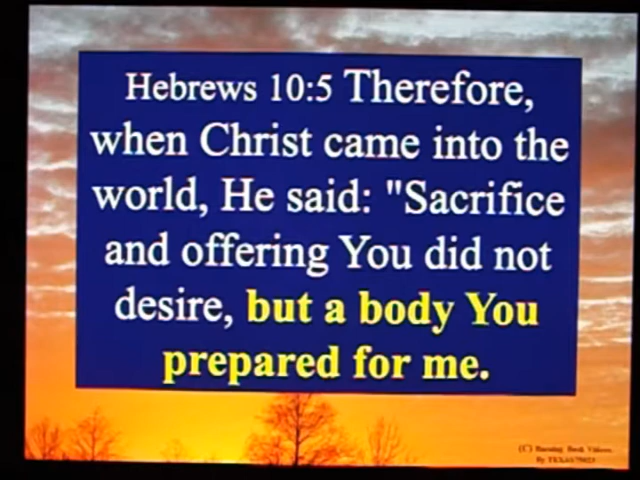 Hebrews 10:5 Therefore,
when Christ came into the
world, He said: "Sacrifice
and offering You did not
desire, but a body You
prepared for me.